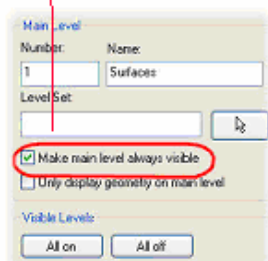 Main Level
Number: Name:
1 Surfaces
Level Set:
Make main level always visible
Only display geometry on main level
Visible Levels
All on All off